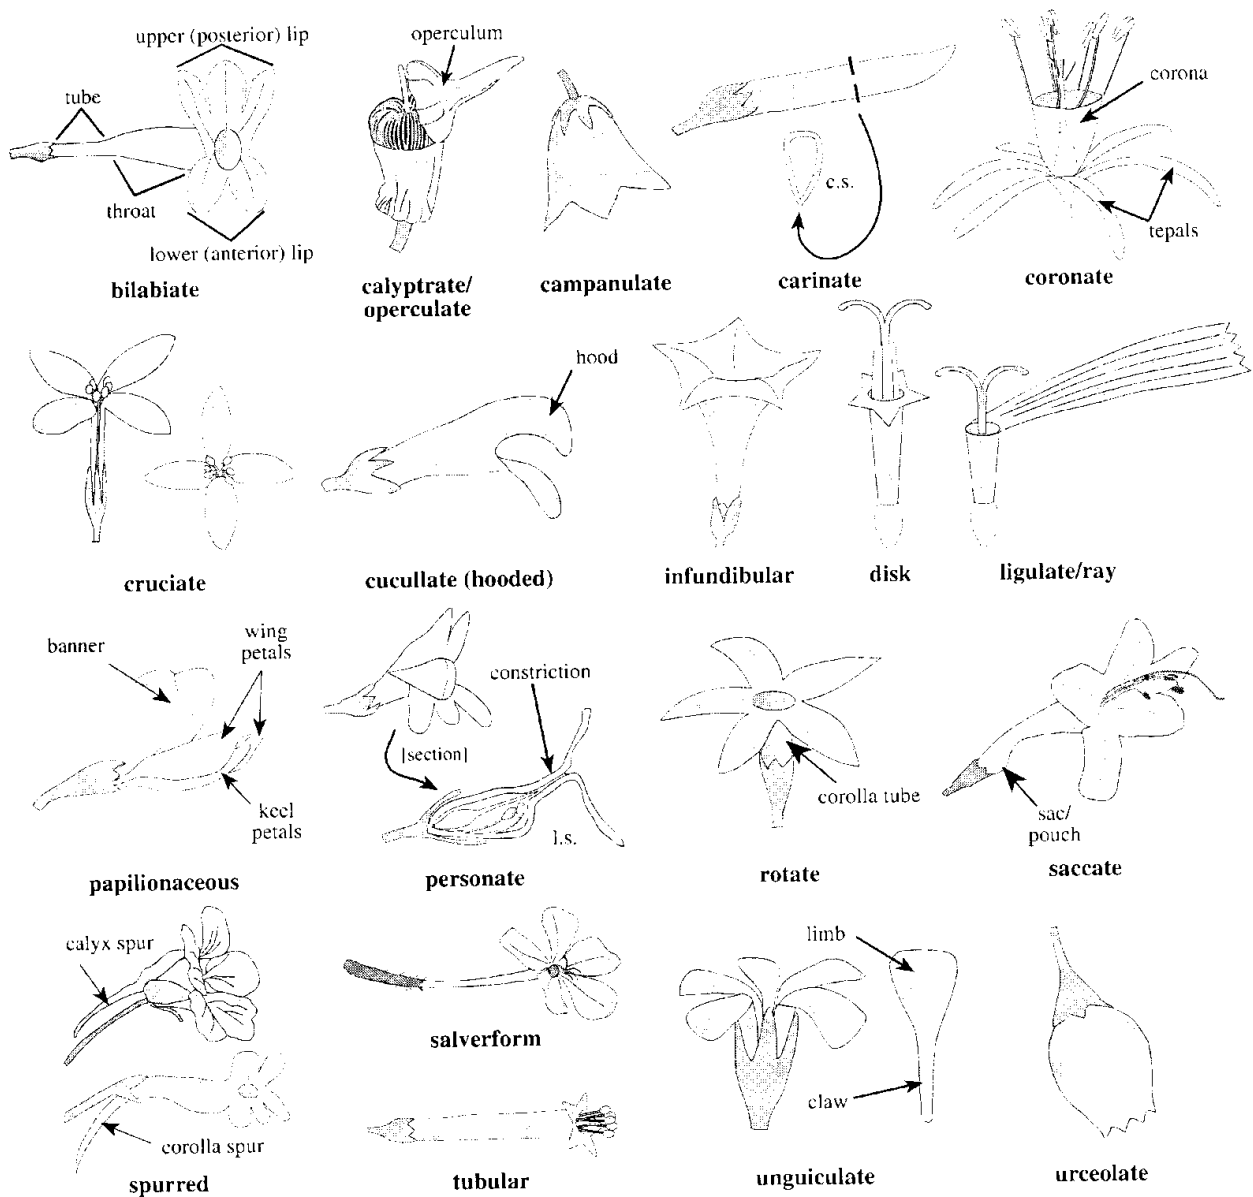 upper (posterior) lip
tube
throat
lower (anterior) lip
bilabiate
operculum
calyptrate/
operculate
campanulate
c.s.
carinate
corona
tepals
coronate
cruciate
hood
cucullate (hooded)
infundibular
disk
ligulate/ray
banner
wing
petals
keel
petals
papilionaceous
constriction
[section]
l.s.
personate
corolla tube
rotate
sac/
pouch
saccate
calyx spur
corolla spur
spurred
salverform
tubular
limb
claw
unguiculate
urceolate